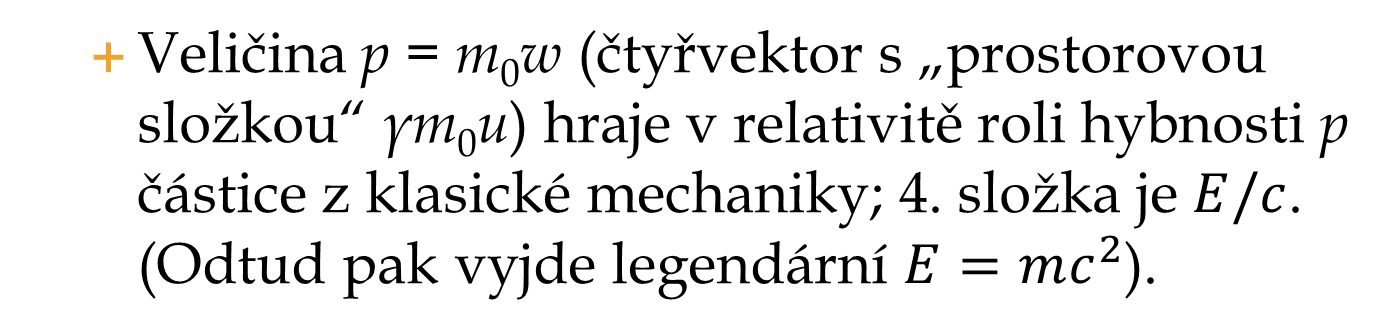 + Veličina p = m₀w (čtyřvektor s „prostorovou
složkou“ γm₀u) hraje v relativitě roli hybnosti p
částice z klasické mechaniky; 4. složka je E/c.
(Odtud pak vyjde legendární E = mc²).